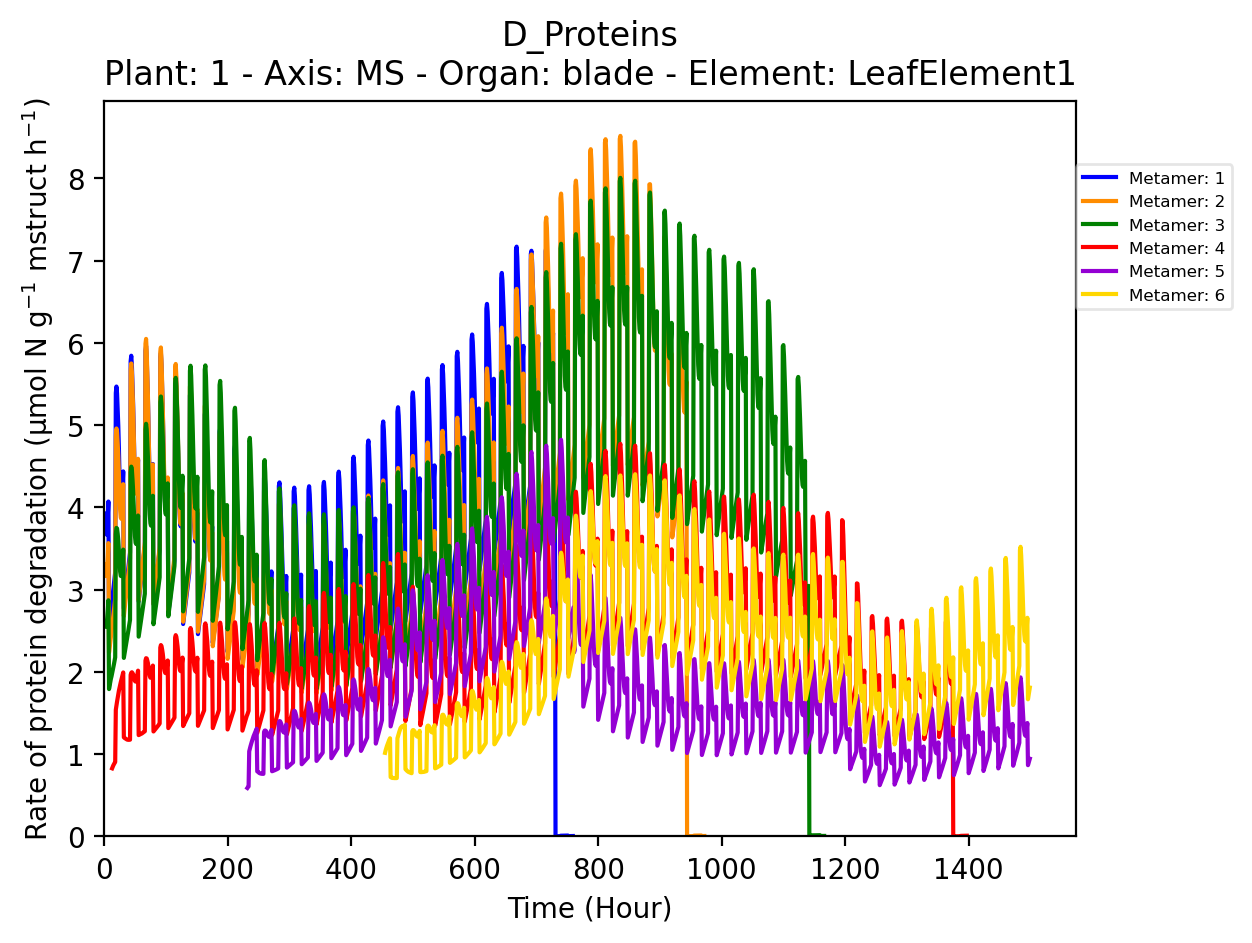 D_Proteins
Plant: 1 - Axis: MS - Organ: blade - Element: LeafElement1
Rate of protein degradation (µmol N g⁻¹ mstruct h⁻¹)
8
7
6
5
4
3
2
1
0
0 200 400 600 800 1000 1200 1400
Time (Hour)
Metamer: 1
Metamer: 2
Metamer: 3
Metamer: 4
Metamer: 5
Metamer: 6